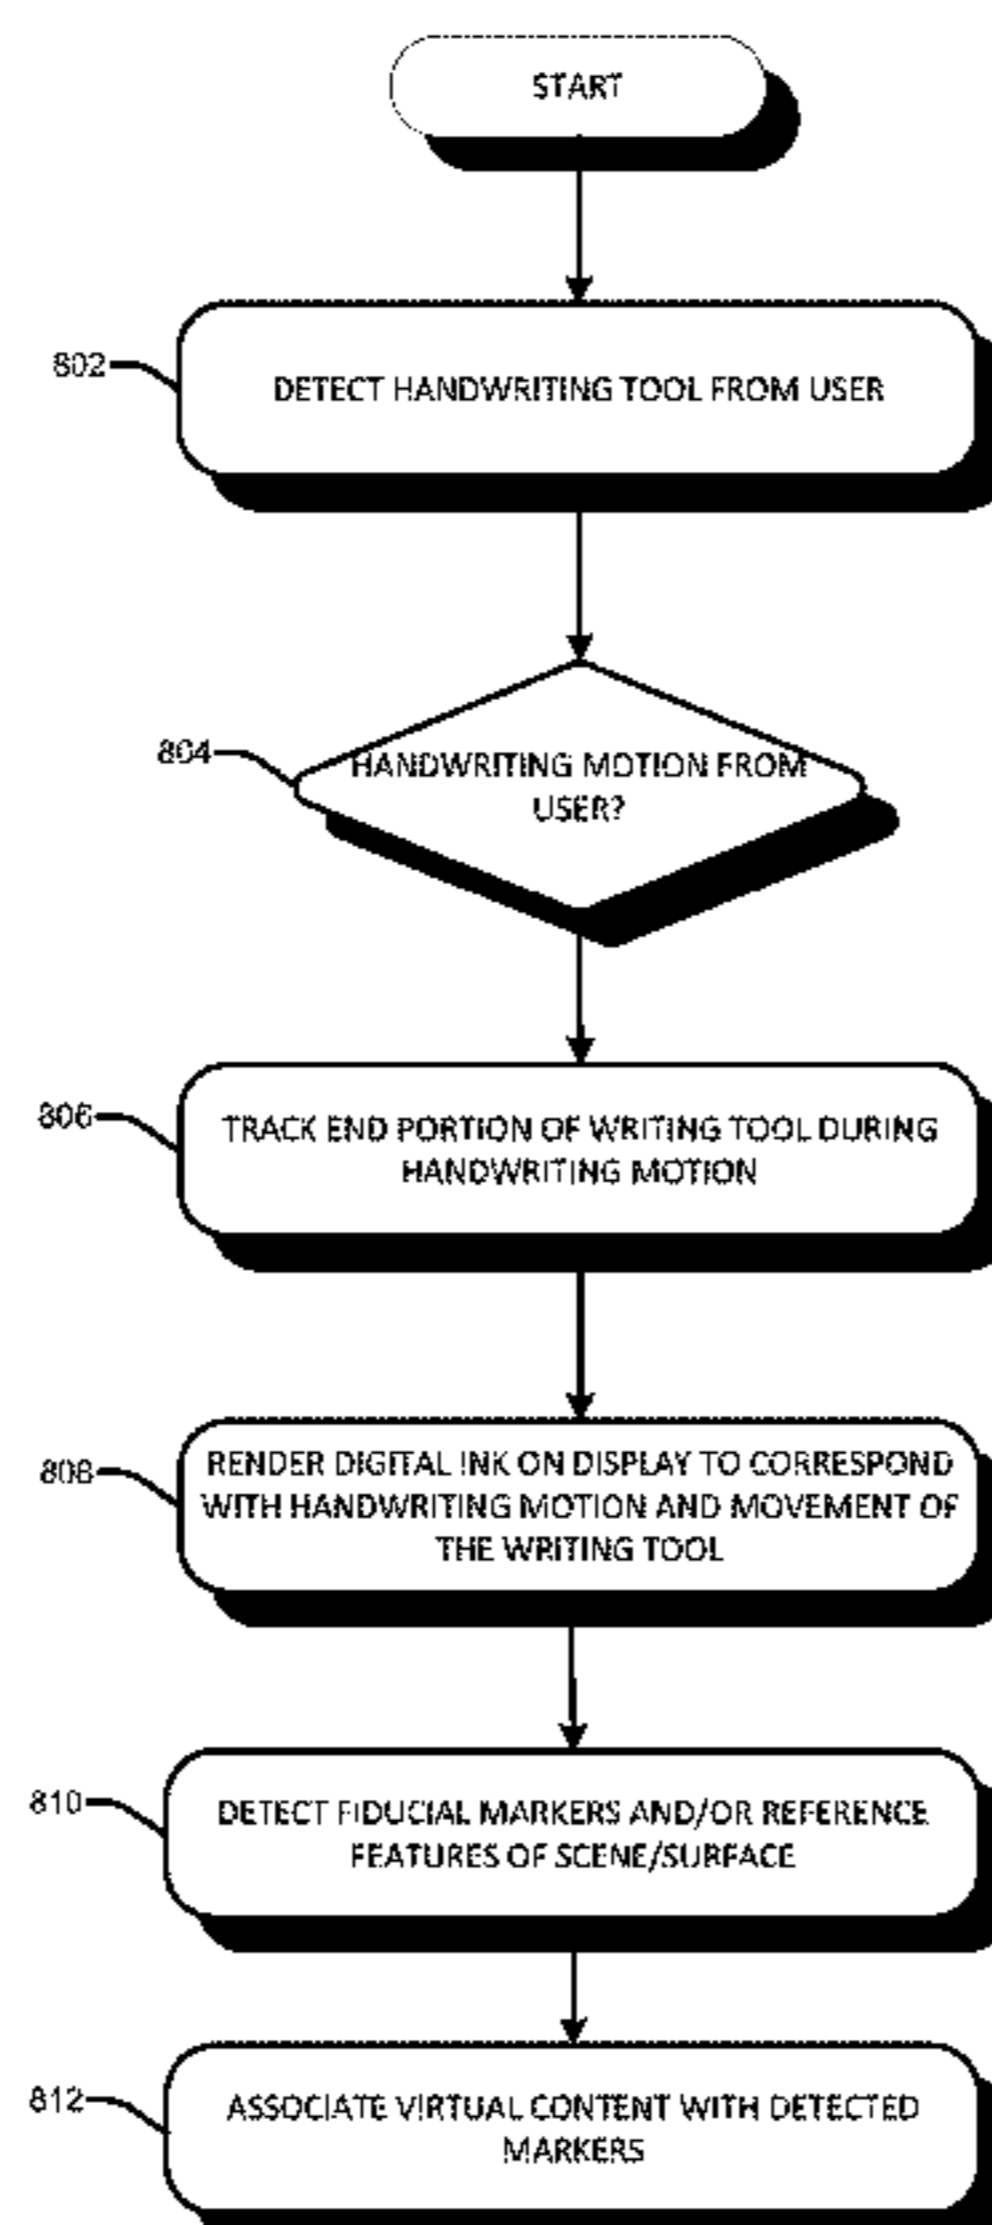 START
802
DETECT HANDWRITING TOOL FROM USER
804
HANDWRITING MOTION FROM
USER?
806
TRACK END PORTION OF WRITING TOOL DURING
HANDWRITING MOTION
808
RENDER DIGITAL INK ON DISPLAY TO CORRESPOND
WITH HANDWRITING MOTION AND MOVEMENT OF
THE WRITING TOOL
810
DETECT FIDUCIAL MARKERS AND/OR REFERENCE
FEATURES OF SCENE/SURFACE
812
ASSOCIATE VIRTUAL CONTENT WITH DETECTED
MARKERS